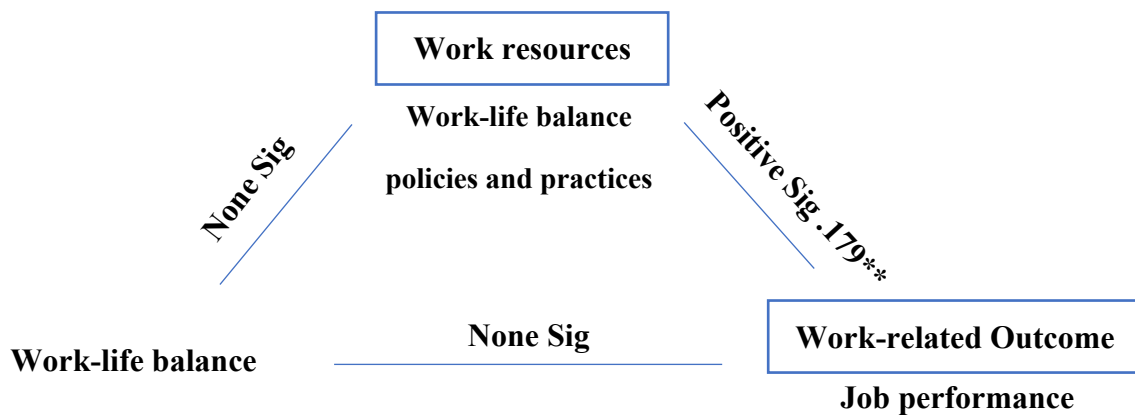 Work resources
Work-life balance
policies and practices
None Sig
Positive Sig .179**
None Sig
Work-life balance
Work-related Outcome
Job performance